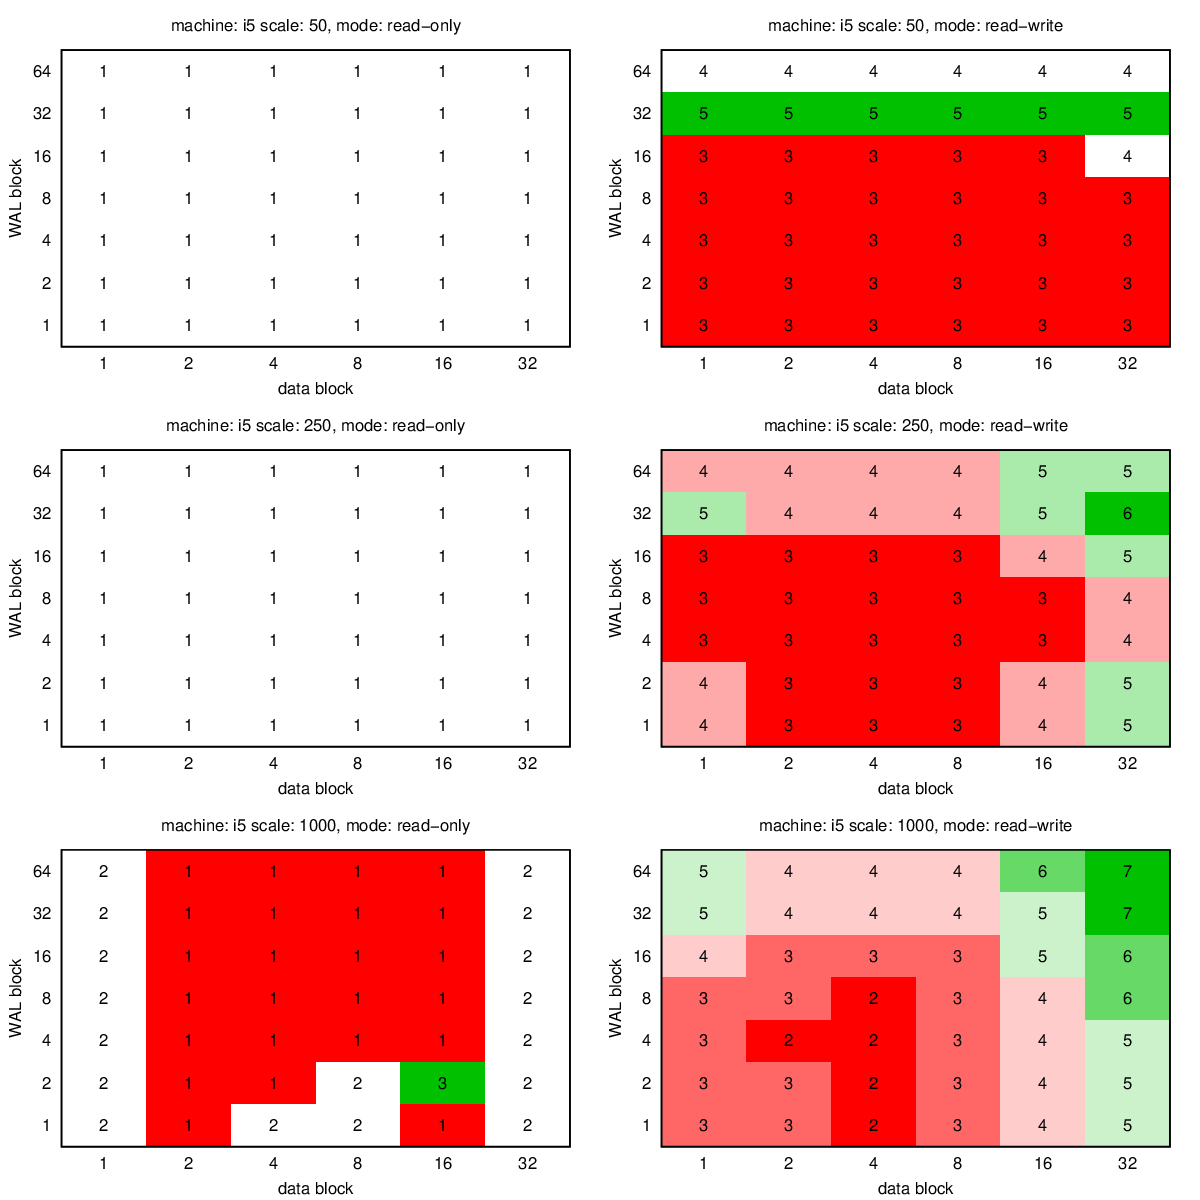 machine: i5 scale: 50, mode: read−only
64 1 1 1 1 1 1
32 1 1 1 1 1 1
16 1 1 1 1 1 1
8 1 1 1 1 1 1
4 1 1 1 1 1 1
2 1 1 1 1 1 1
1 1 1 1 1 1 1
WAL block
1 2 4 8 16 32
data block
machine: i5 scale: 50, mode: read−write
64 4 4 4 4 4 4
32 5 5 5 5 5 5
16 3 3 3 3 3 4
8 3 3 3 3 3 3
4 3 3 3 3 3 3
2 3 3 3 3 3 3
1 3 3 3 3 3 3
WAL block
1 2 4 8 16 32
data block
machine: i5 scale: 250, mode: read−only
64 1 1 1 1 1 1
32 1 1 1 1 1 1
16 1 1 1 1 1 1
8 1 1 1 1 1 1
4 1 1 1 1 1 1
2 1 1 1 1 1 1
1 1 1 1 1 1 1
WAL block
1 2 4 8 16 32
data block
machine: i5 scale: 250, mode: read−write
64 4 4 4 4 5 5
32 5 4 4 4 5 6
16 3 3 3 3 4 5
8 3 3 3 3 3 4
4 3 3 3 3 3 4
2 4 3 3 3 4 5
1 4 3 3 3 4 5
WAL block
1 2 4 8 16 32
data block
machine: i5 scale: 1000, mode: read−only
64 2 1 1 1 1 2
32 2 1 1 1 1 2
16 2 1 1 1 1 2
8 2 1 1 1 1 2
4 2 1 1 1 1 2
2 2 1 1 2 3 2
1 2 1 2 2 1 2
WAL block
1 2 4 8 16 32
data block
machine: i5 scale: 1000, mode: read−write
64 5 4 4 4 6 7
32 5 4 4 4 5 7
16 4 3 3 3 5 6
8 3 3 2 3 4 6
4 3 2 2 3 4 5
2 3 3 2 3 4 5
1 3 3 2 3 4 5
WAL block
1 2 4 8 16 32
data block